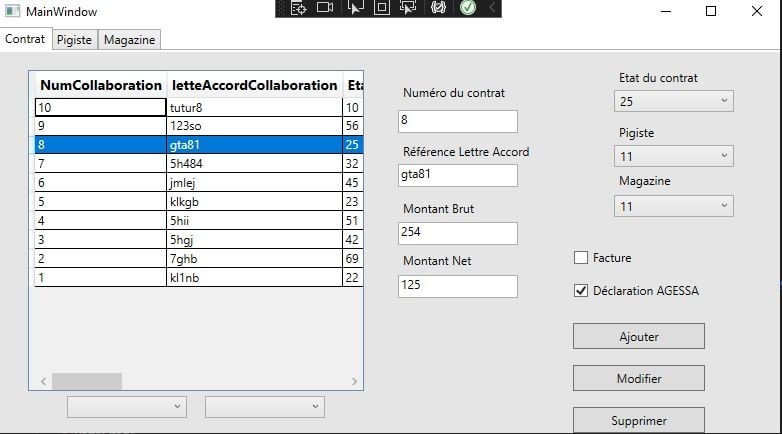 MainWindow
Contrat Pigiste Magazine
NumCollaboration letteAccordCollaboration Eta
10 tutur8 10
9 123so 56
8 gta81 25
7 5h484 32
6 jmlej 45
5 klkgb 23
4 5hii 51
3 5hgj 42
2 7ghb 69
1 kl1nb 22
Numéro du contrat
8
Référence Lettre Accord
gta81
Montant Brut
254
Montant Net
125
Etat du contrat
25
Pigiste
11
Magazine
11
Facture
Déclaration AGESSA
Ajouter
Modifier
Supprimer